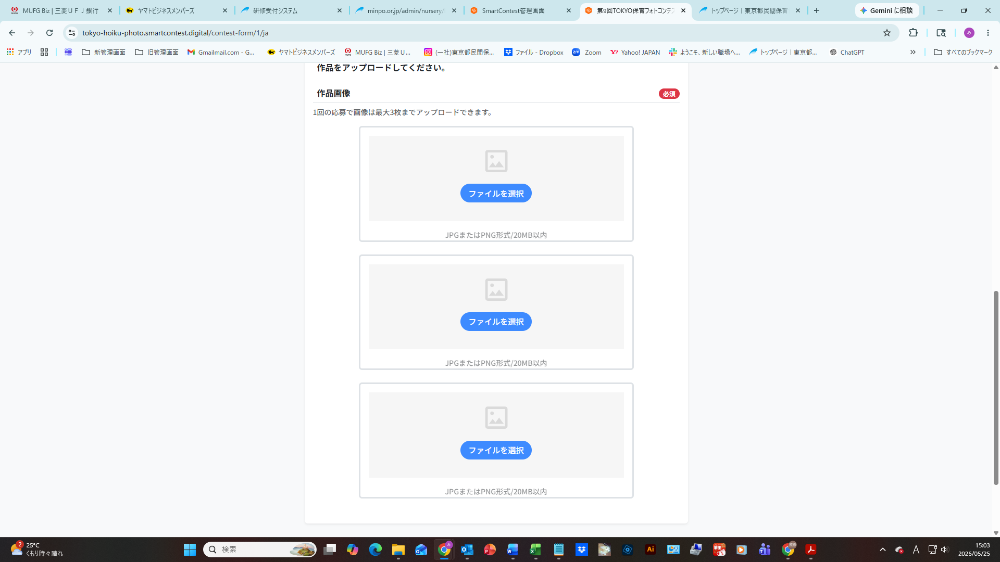 MUFG Biz | 三菱ＵＦＪ銀行
ヤマトビジネスメンバーズ
研修受付システム
minpo.or.jp/admin/nursery/
SmartContest管理画面
第9回TOKYO保育フォトコンテス
トップページ｜東京都民間保育
Gemini に相談
tokyo-hoiku-photo.smartcontest.digital/contest-form/1/ja
み
アプリ
新管理画面
旧管理画面
Gmailmail.com - G...
ヤマトビジネスメンバーズ
MUFG Biz | 三菱Ｕ...
(一社)東京都民間保...
ファイル - Dropbox
Zoom
Yahoo! JAPAN
ようこそ、新しい職場へ...
トップページ｜東京都...
ChatGPT
すべてのブックマーク
作品をアップロードしてください。
作品画像
必須
1回の応募で画像は最大3枚までアップロードできます。
ファイルを選択
JPGまたはPNG形式/20MB以内
ファイルを選択
JPGまたはPNG形式/20MB以内
ファイルを選択
JPGまたはPNG形式/20MB以内
2
25°C
くもり時々晴れ
検索
A
15:03
2026/05/25